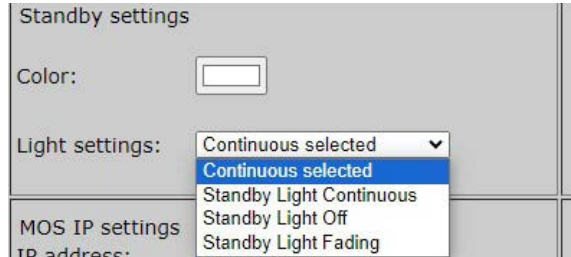 Standby settings
Color:
Light settings: Continuous selected
Continuous selected
Standby Light Continuous
Standby Light Off
Standby Light Fading
MOS IP settings
IP address: